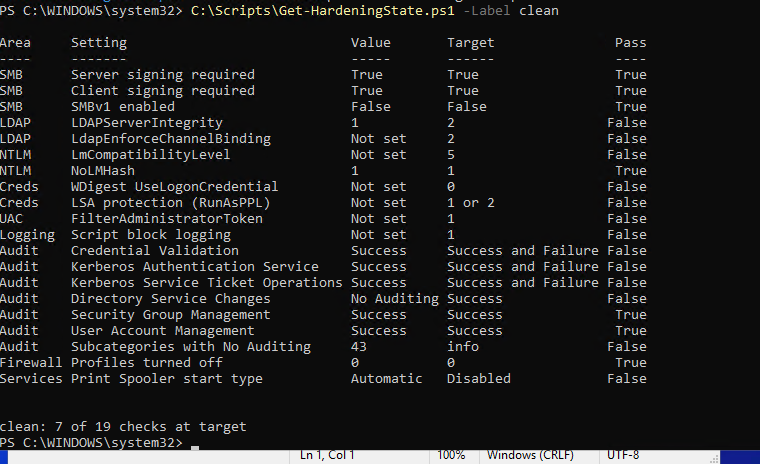 PS C:\WINDOWS\system32> C:\Scripts\Get-HardeningState.ps1 -Label clean
Area Setting Value Target Pass
---- ------- ----- ------ ----
SMB Server signing required True True True
SMB Client signing required True True True
SMB SMBv1 enabled False False True
LDAP LDAPServerIntegrity 1 2 False
LDAP LdapEnforceChannelBinding Not set 2 False
NTLM LmCompatibilityLevel Not set 5 False
NTLM NoLMHash 1 1 True
Creds WDigest UseLogonCredential Not set 0 False
Creds LSA protection (RunAsPPL) Not set 1 or 2 False
UAC FilterAdministratorToken Not set 1 False
Logging Script block logging Not set 1 False
Audit Credential Validation Success Success and Failure False
Audit Kerberos Authentication Service Success Success and Failure False
Audit Kerberos Service Ticket Operations Success Success and Failure False
Audit Directory Service Changes No Auditing Success False
Audit Security Group Management Success Success True
Audit User Account Management Success Success True
Audit Subcategories with No Auditing 43 info False
Firewall Profiles turned off 0 0 True
Services Print Spooler start type Automatic Disabled False
clean: 7 of 19 checks at target
PS C:\WINDOWS\system32>
Ln 1, Col 1 100% Windows (CRLF) UTF-8